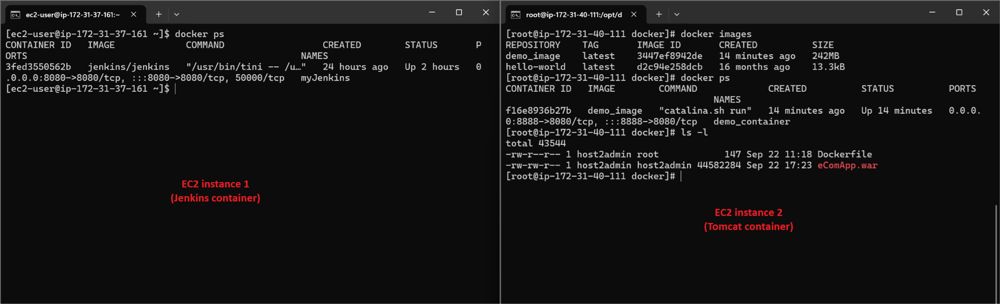 ec2-user@ip-172-31-37-161:~
[ec2-user@ip-172-31-37-161 ~]$ docker ps
CONTAINER ID   IMAGE             COMMAND                  CREATED        STATUS       P
ORTS                                                  NAMES
3fed3550562b   jenkins/jenkins   "/usr/bin/tini -- /u…"   24 hours ago   Up 2 hours   0
.0.0.0:8080->8080/tcp, :::8080->8080/tcp, 50000/tcp   myJenkins
[ec2-user@ip-172-31-37-161 ~]$
EC2 instance 1
(Jenkins container)
root@ip-172-31-40-111:/opt/d
[root@ip-172-31-40-111 docker]# docker images
REPOSITORY    TAG       IMAGE ID       CREATED          SIZE
demo_image    latest    3447ef8942de   14 minutes ago   242MB
hello-world   latest    d2c94e258dcb   16 months ago    13.3kB
[root@ip-172-31-40-111 docker]# docker ps
CONTAINER ID   IMAGE        COMMAND             CREATED          STATUS          PORTS
NAMES
f16e8936b27b   demo_image   "catalina.sh run"   14 minutes ago   Up 14 minutes   0.0.0.
0:8888->8080/tcp, :::8888->8080/tcp   demo_container
[root@ip-172-31-40-111 docker]# ls -l
total 43544
-rw-r--r-- 1 host2admin root            147 Sep 22 11:18 Dockerfile
-rw-rw-r-- 1 host2admin host2admin 44582284 Sep 22 17:23 eComApp.war
[root@ip-172-31-40-111 docker]#
EC2 instance 2
(Tomcat container)